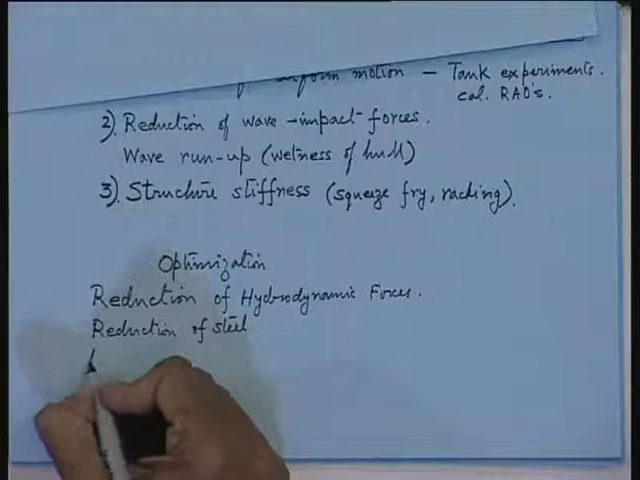 motion – Tank experiments.
cal. RAO's.
2). Reduction of wave-impact forces.
Wave run-up (wetness of hull)
3). Structure stiffness (squeeze fry, racking).
Optimization
Reduction of Hydrodynamic Forces.
Reduction of steel